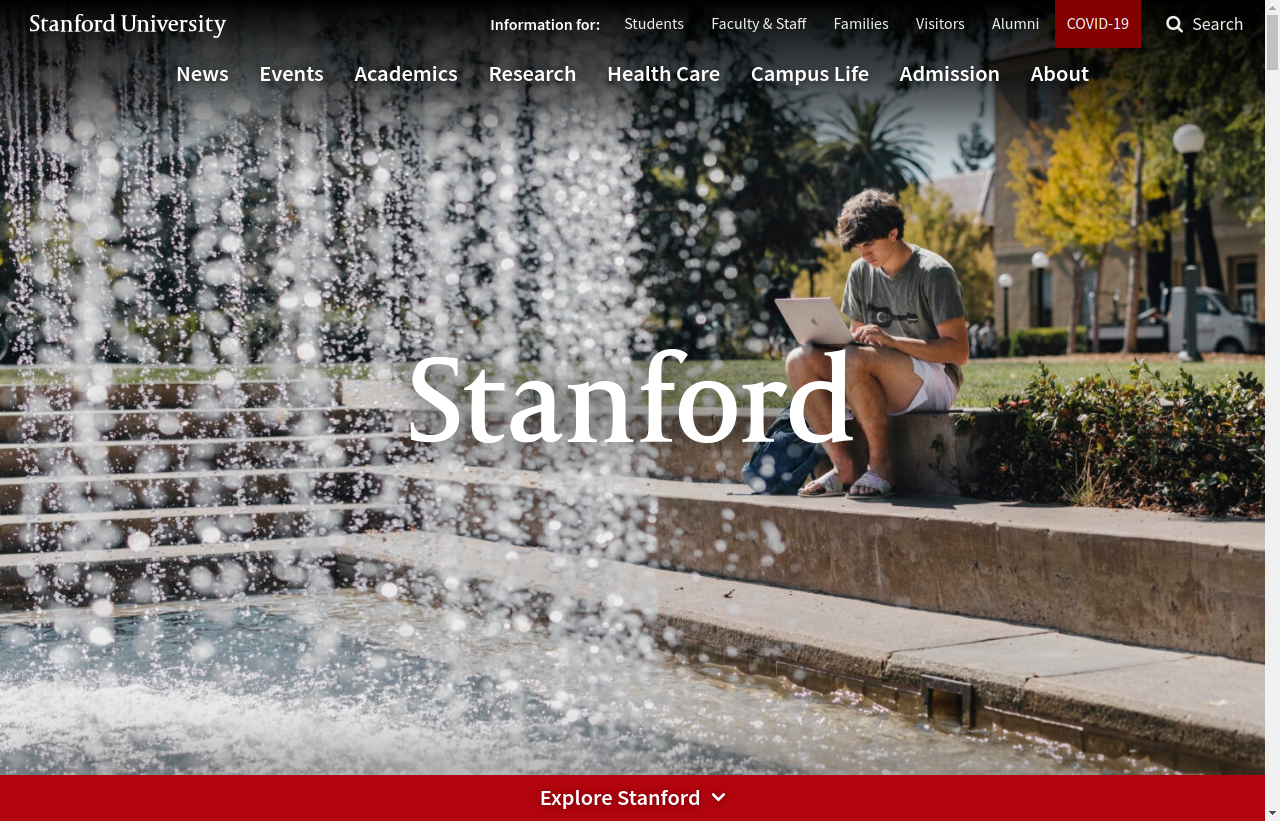 Stanford University
Information for: Students Faculty & Staff Families Visitors Alumni COVID-19 Search
News Events Academics Research Health Care Campus Life Admission About
Stanford
Explore Stanford